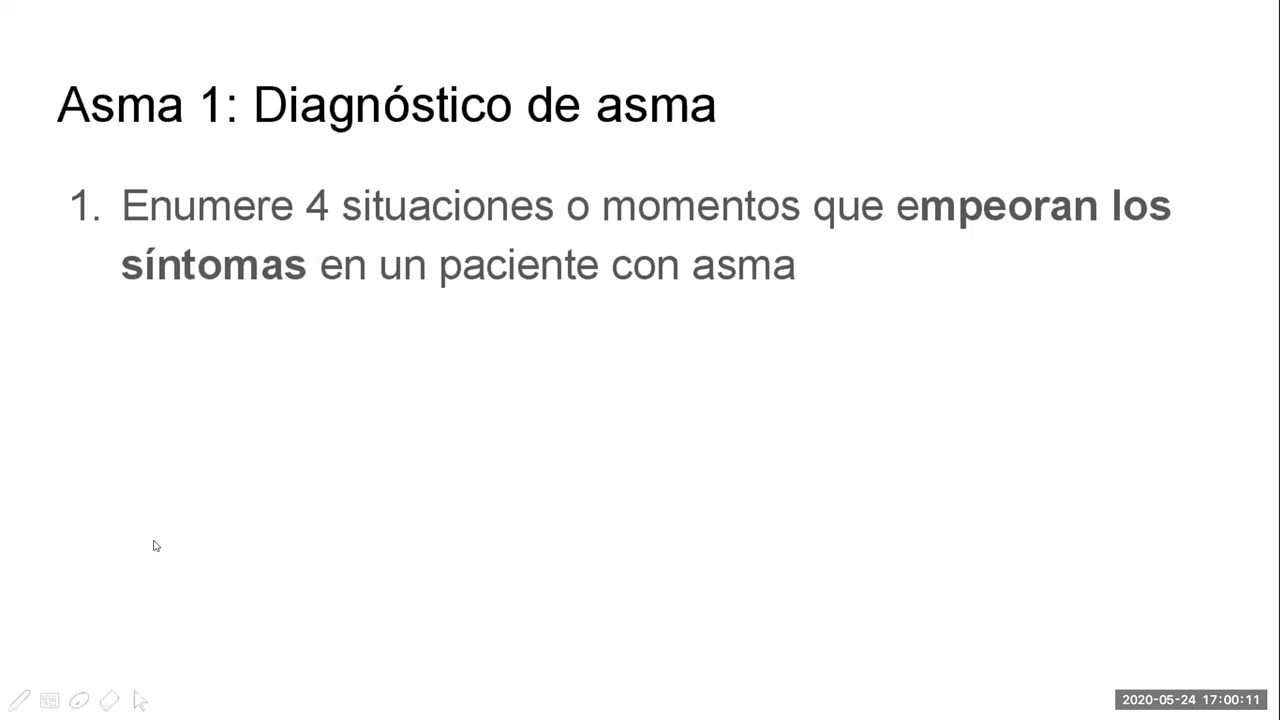 Asma 1: Diagnóstico de asma
1. Enumere 4 situaciones o momentos que empeoran los
síntomas en un paciente con asma
2020-05-24 17:00:11